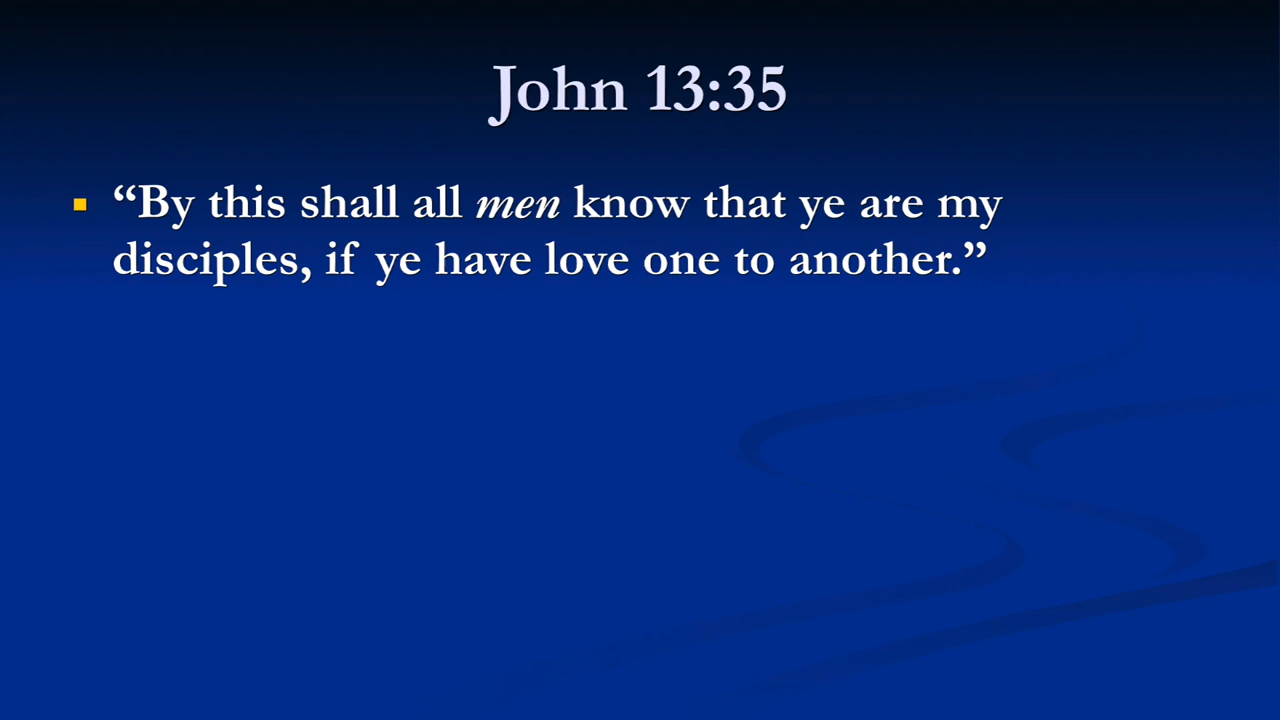 John 13:35
“By this shall all men know that ye are my
disciples, if ye have love one to another.”